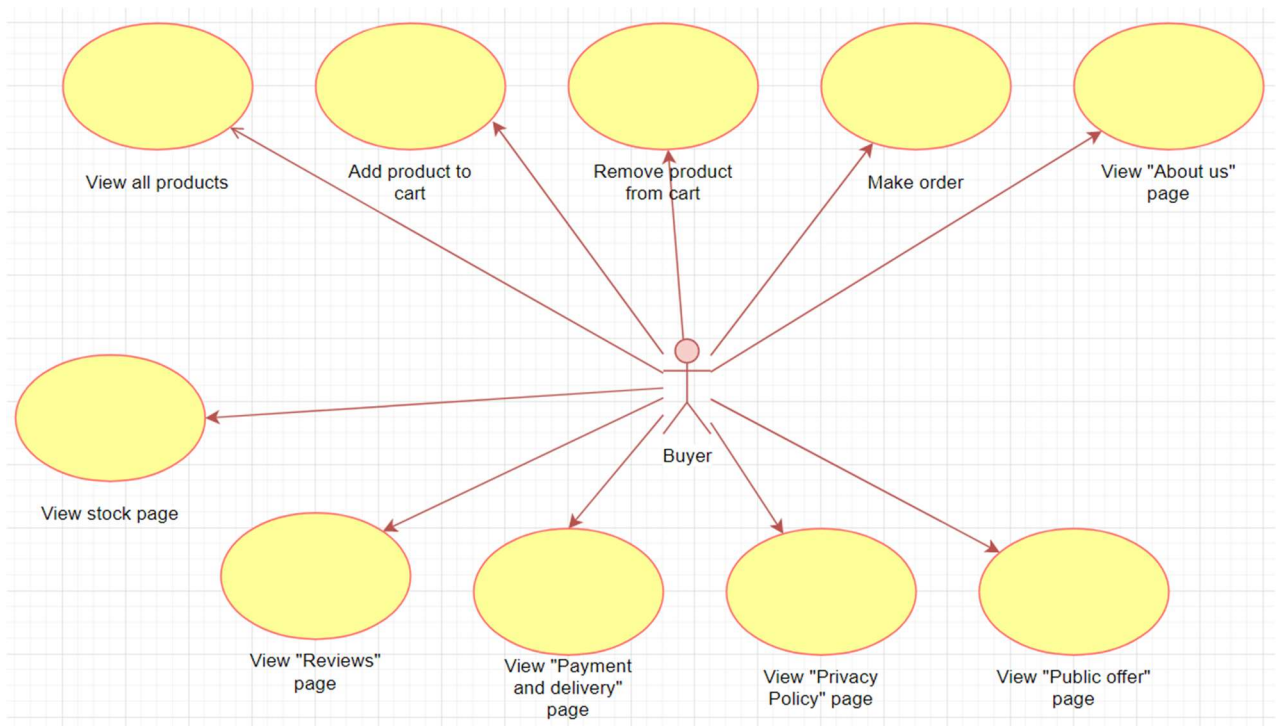 View all products
Add product to
cart
Remove product
from cart
Make order
View "About us"
page
Buyer
View stock page
View "Reviews"
page
View "Payment
and delivery"
page
View "Privacy
Policy" page
View "Public offer"
page